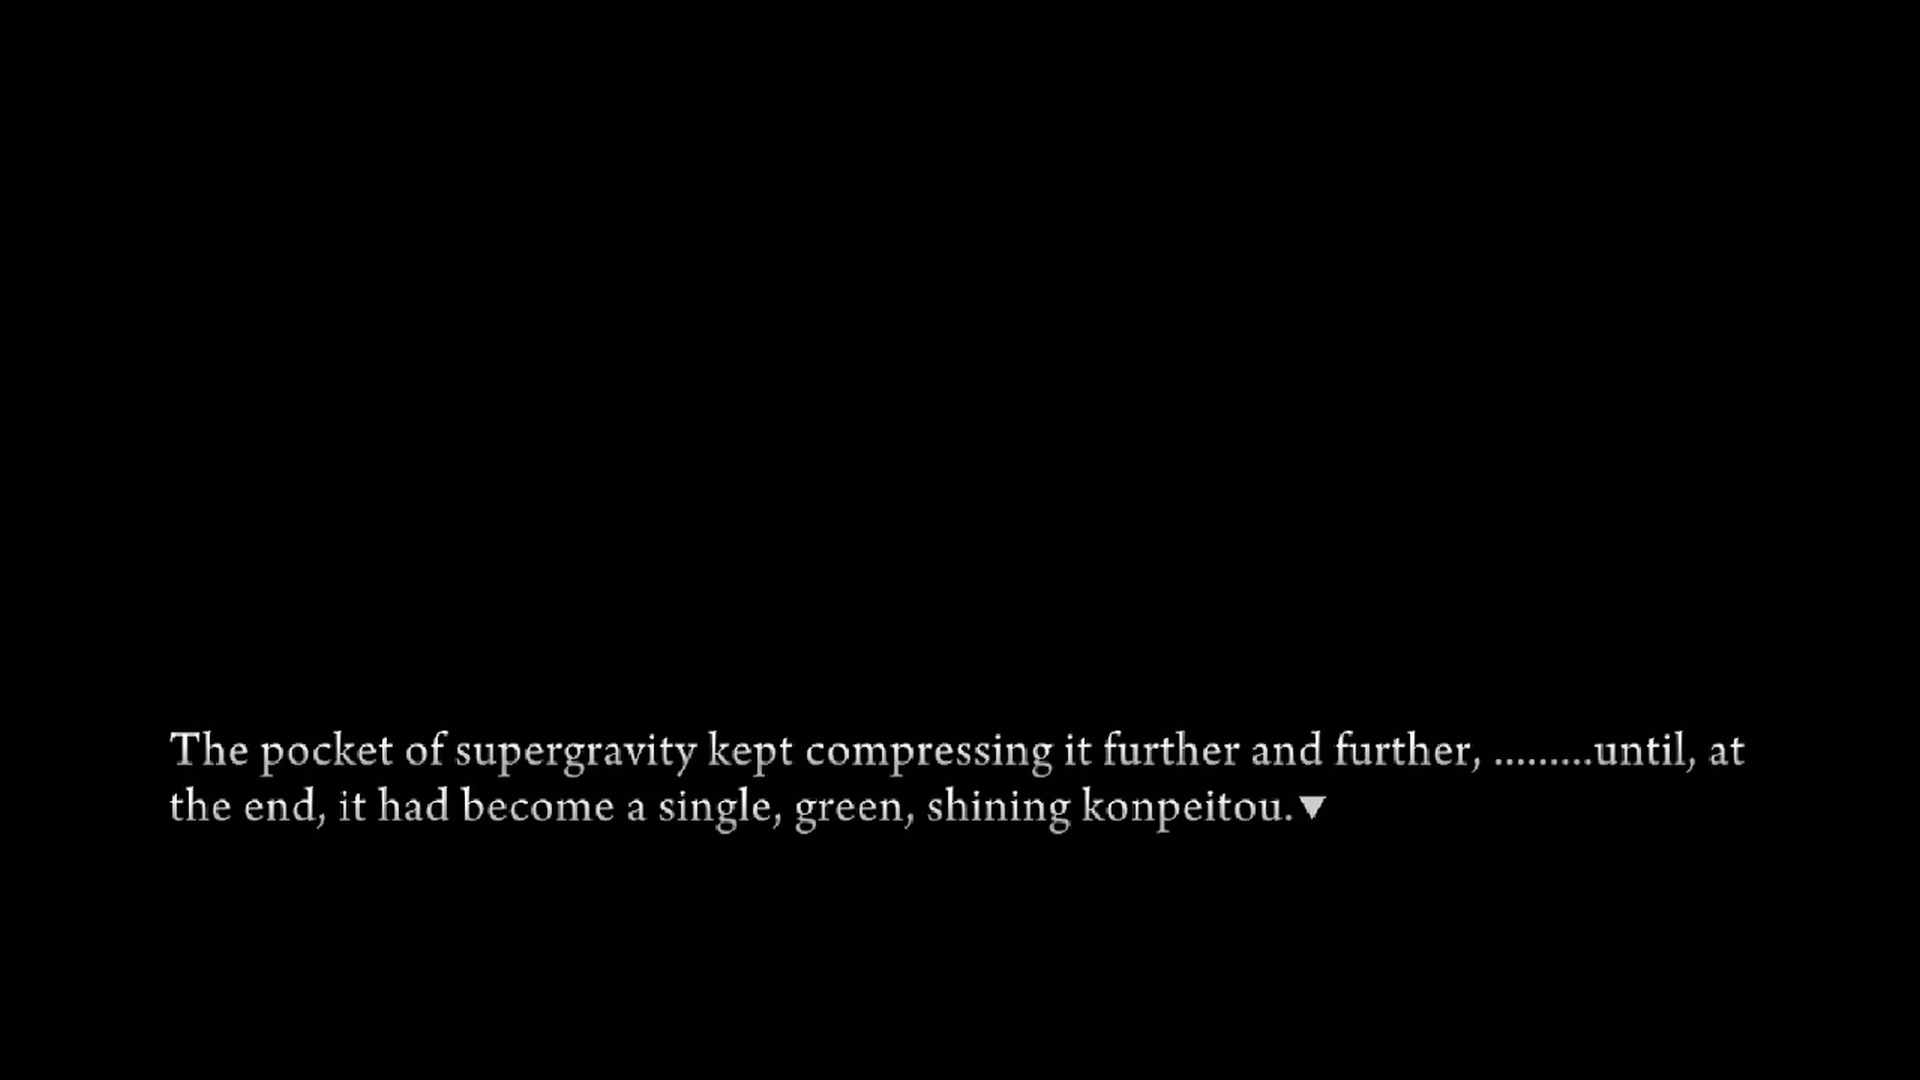 The pocket of supergravity kept compressing it further and further, .........until, at
the end, it had become a single, green, shining konpeitou.▼